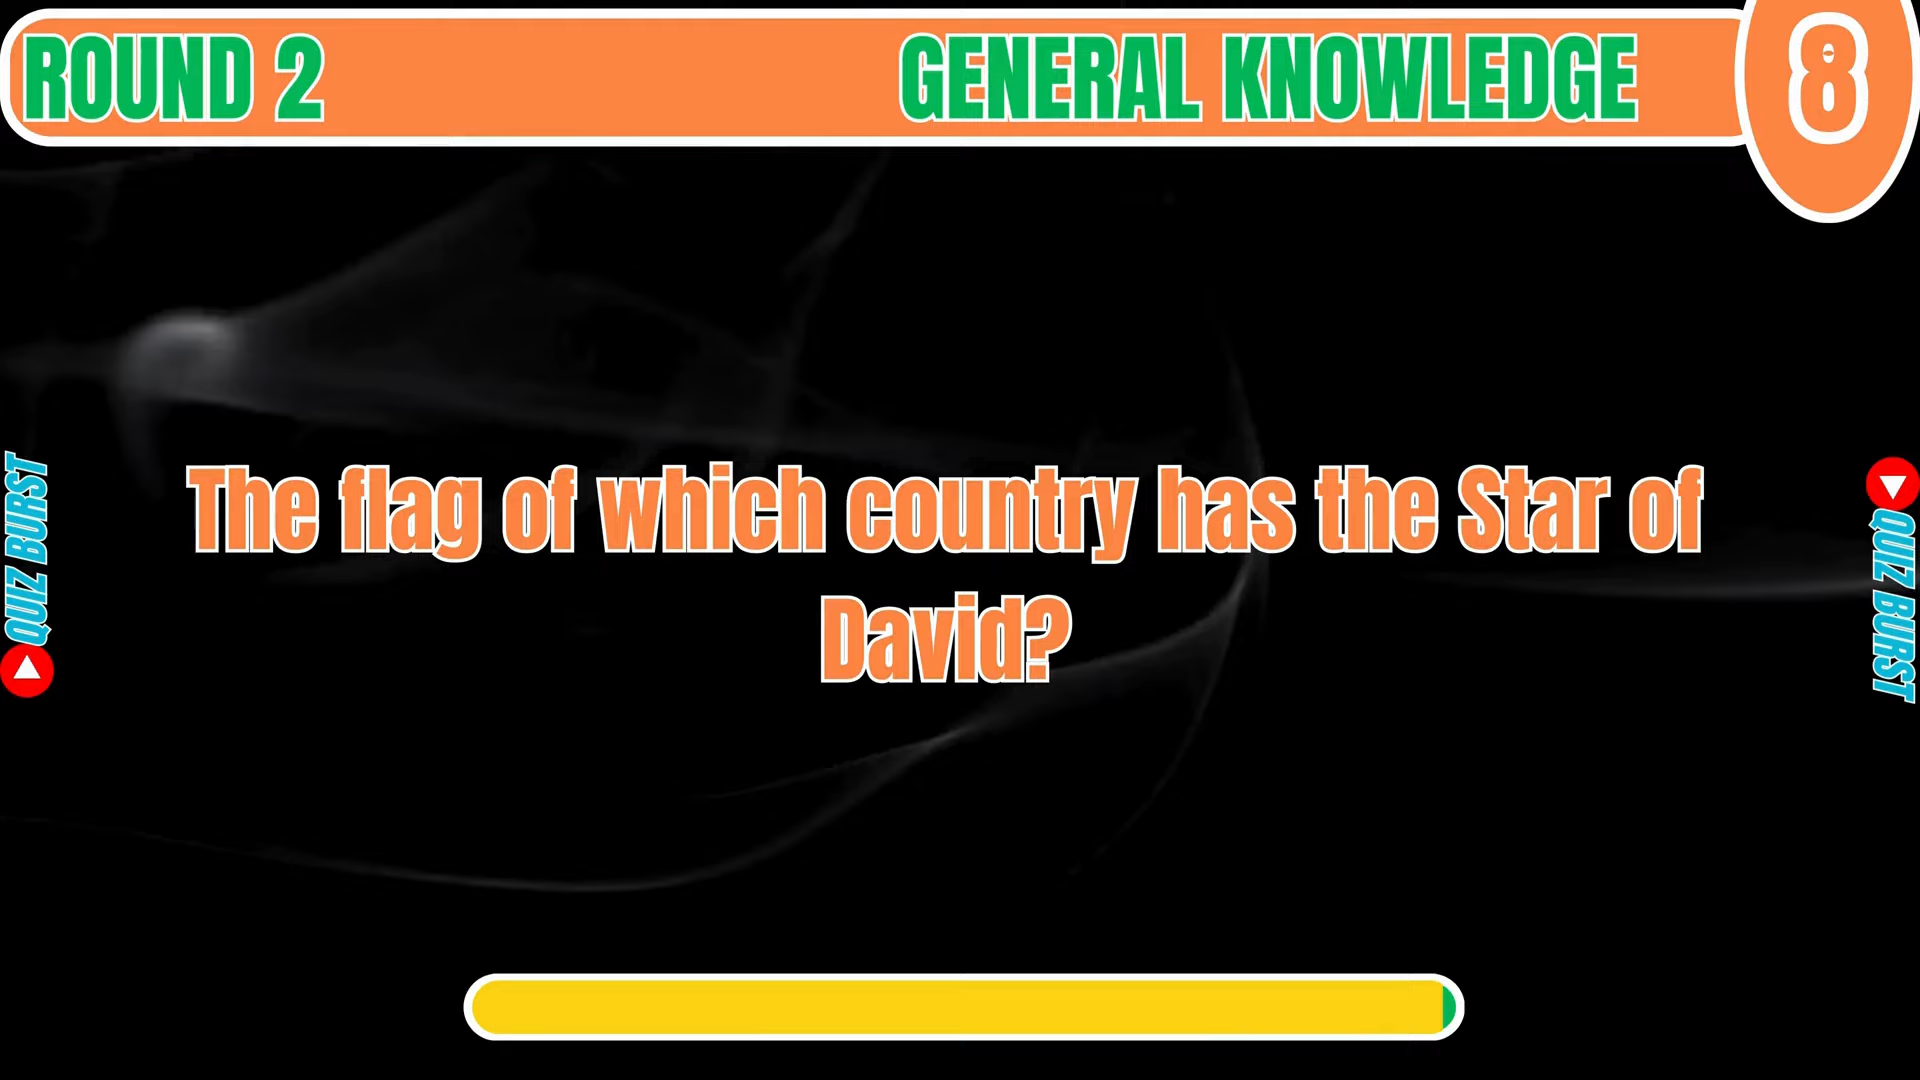 ROUND 2
GENERAL KNOWLEDGE
8
The flag of which country has the Star of
David?
QUIZ BURST
QUIZ BURST